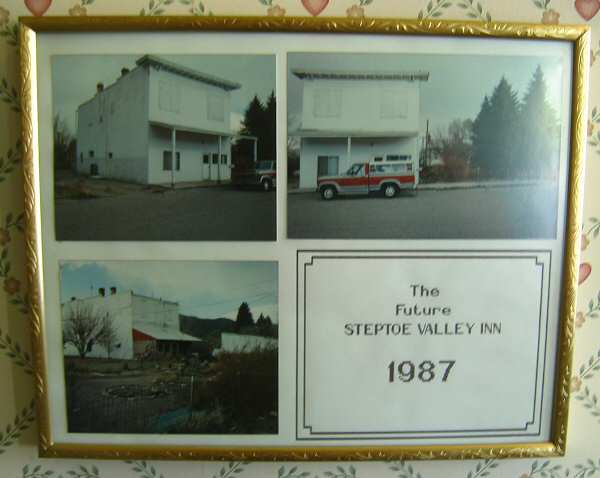 The
Future
STEPTOE VALLEY INN
1987